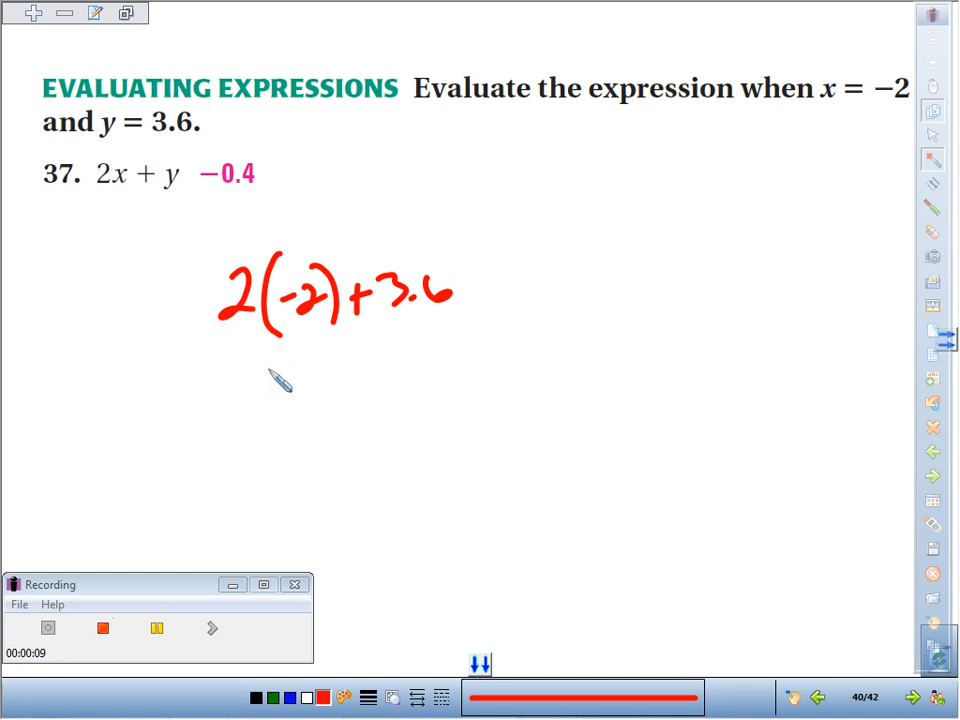 EVALUATING EXPRESSIONS Evaluate the expression when x = −2
and y = 3.6.
37. 2x + y −0.4
2(-2)+3.6
Recording
File Help
00:00:09
40/42